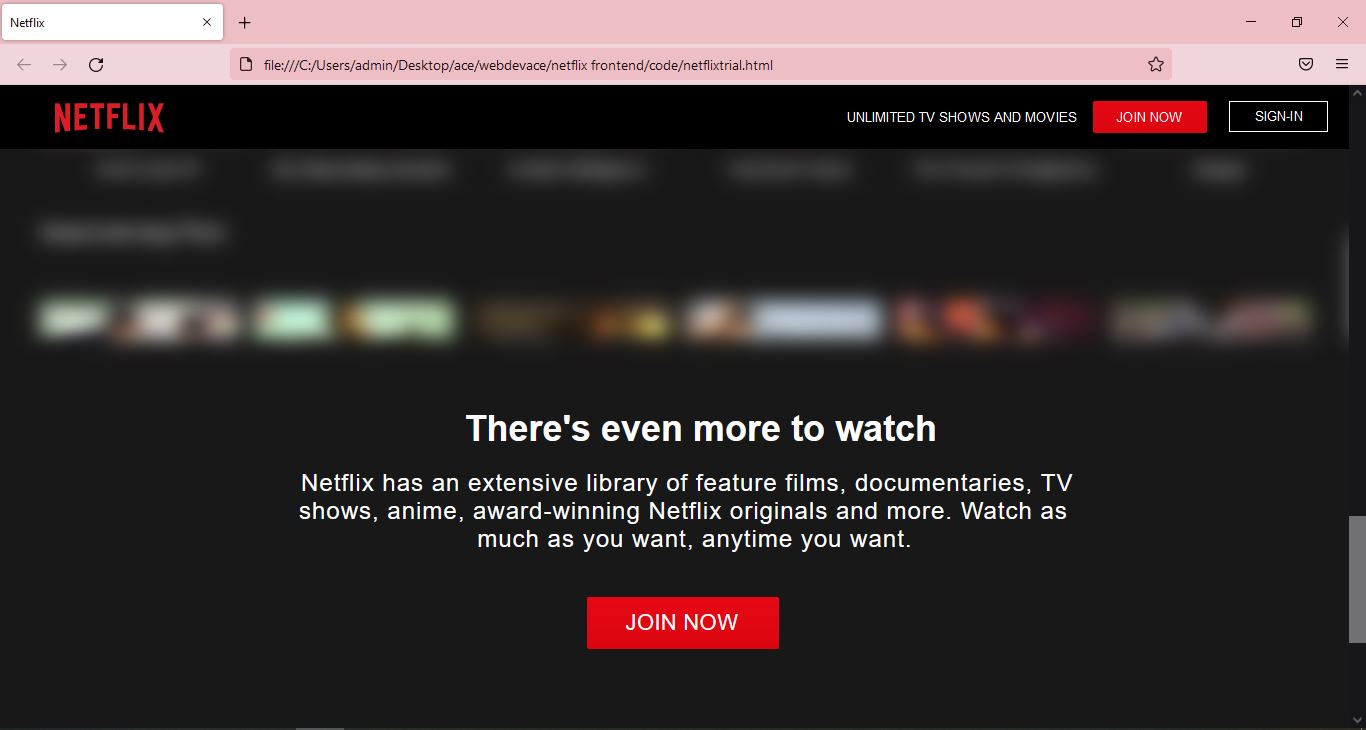 Netflix
file:///C:/Users/admin/Desktop/ace/webdevace/netflix frontend/code/netflixtrial.html
NETFLIX
UNLIMITED TV SHOWS AND MOVIES
JOIN NOW
SIGN-IN
There's even more to watch
Netflix has an extensive library of feature films, documentaries, TV
shows, anime, award-winning Netflix originals and more. Watch as
much as you want, anytime you want.
JOIN NOW